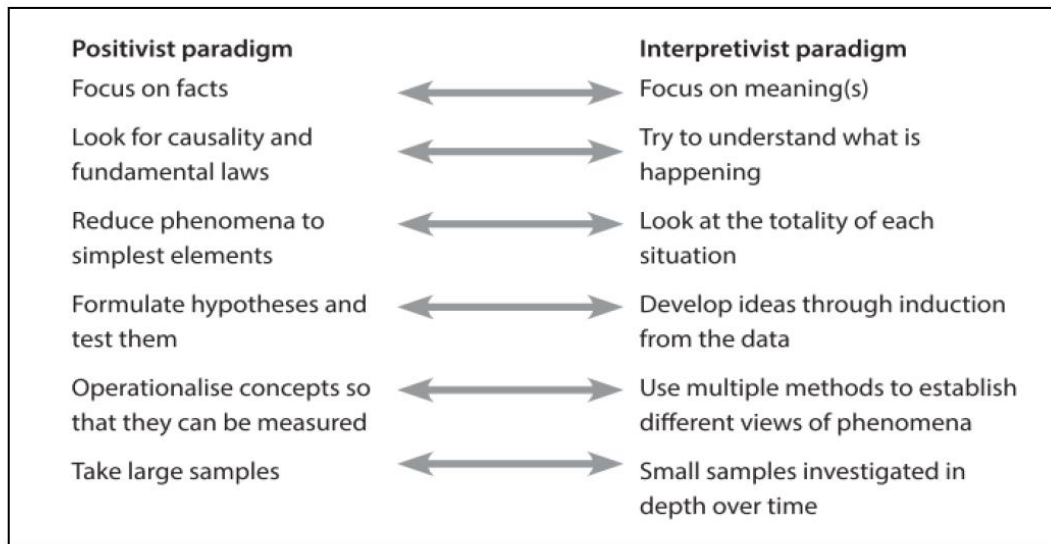 Positivist paradigm
Interpretivist paradigm
Focus on facts
Focus on meaning(s)
Look for causality and
fundamental laws
Try to understand what is
happening
Reduce phenomena to
simplest elements
Look at the totality of each
situation
Formulate hypotheses and
test them
Develop ideas through induction
from the data
Operationalise concepts so
that they can be measured
Use multiple methods to establish
different views of phenomena
Take large samples
Small samples investigated in
depth over time